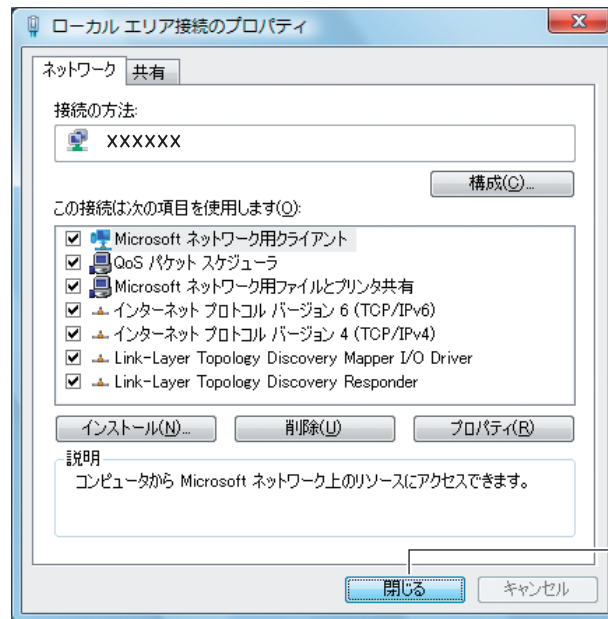 ローカル エリア接続のプロパティ
ネットワーク 共有
接続の方法:
XXXXXX
構成(C)...
この接続は次の項目を使用します(O):
Microsoft ネットワーク用クライアント
QoS パケット スケジューラ
Microsoft ネットワーク用ファイルとプリンタ共有
インターネット プロトコル バージョン 6 (TCP/IPv6)
インターネット プロトコル バージョン 4 (TCP/IPv4)
Link-Layer Topology Discovery Mapper I/O Driver
Link-Layer Topology Discovery Responder
インストール(N)... 削除(U) プロパティ(R)
説明
コンピュータから Microsoft ネットワーク上のリソースにアクセスできます。
閉じる キャンセル